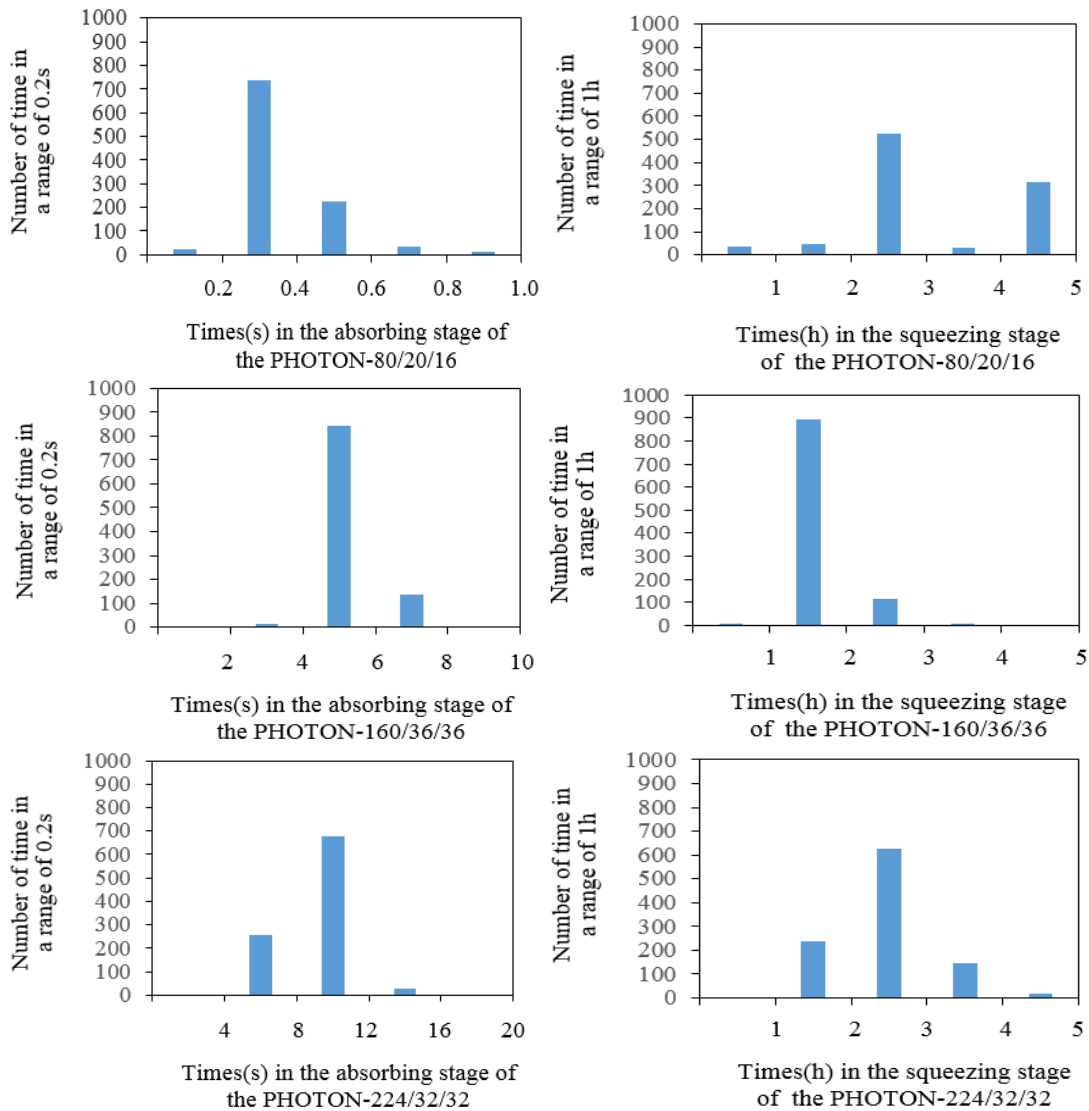 Number of time in
a range of 0.2s
1000
900
800
700
600
500
400
300
200
100
0
0.2 0.4 0.6 0.8 1.0
Times(s) in the absorbing stage of
the PHOTON-80/20/16
Number of time in
a range of 1h
1000
900
800
700
600
500
400
300
200
100
0
1 2 3 4 5
Times(h) in the squeezing stage
of the PHOTON-80/20/16
Number of time in
a range of 0.2s
1000
900
800
700
600
500
400
300
200
100
0
2 4 6 8 10
Times(s) in the absorbing stage of
the PHOTON-160/36/36
Number of time in
a range of 1h
1000
900
800
700
600
500
400
300
200
100
0
1 2 3 4 5
Times(h) in the squeezing stage
of the PHOTON-160/36/36
Number of time in
a range of 0.2s
1000
900
800
700
600
500
400
300
200
100
0
4 8 12 16 20
Times(s) in the absorbing stage of
the PHOTON-224/32/32
Number of time in
a range of 1h
1000
900
800
700
600
500
400
300
200
100
0
1 2 3 4 5
Times(h) in the squeezing stage
of the PHOTON-224/32/32